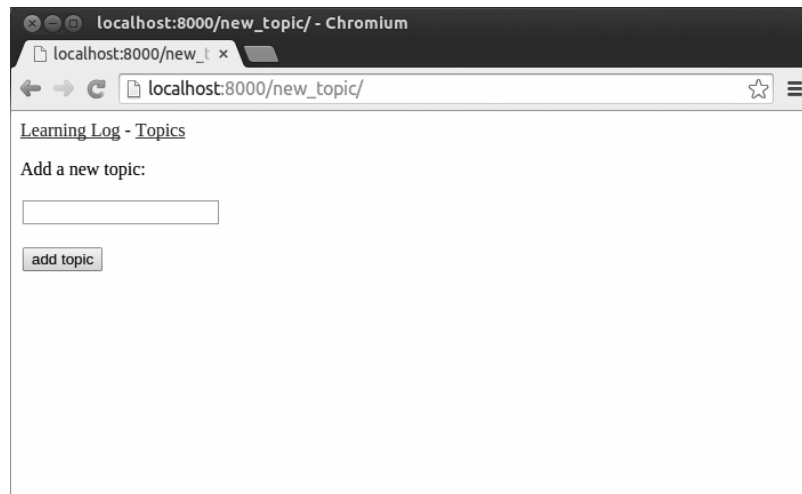 localhost:8000/new_topic/ - Chromium
localhost:8000/new_t
localhost:8000/new_topic/
Learning Log - Topics
Add a new topic:
add topic